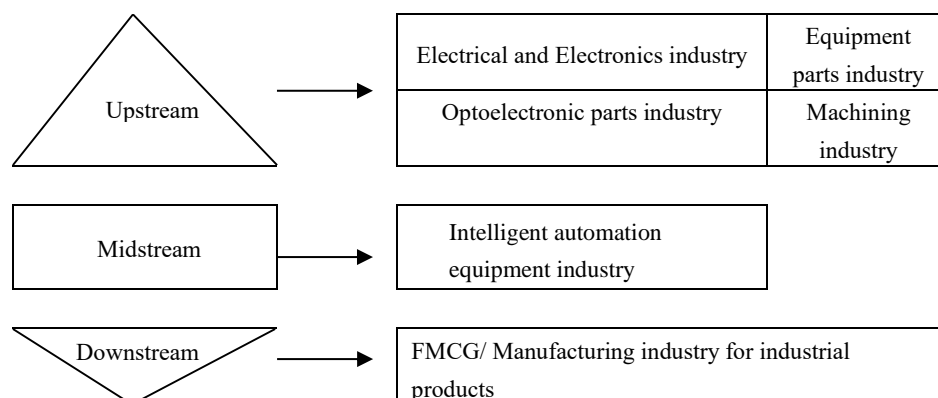 Upstream
Electrical and Electronics industry
Equipment
parts industry
Optoelectronic parts industry
Machining
industry
Midstream
Intelligent automation
equipment industry
Downstream
FMCG/ Manufacturing industry for industrial
products